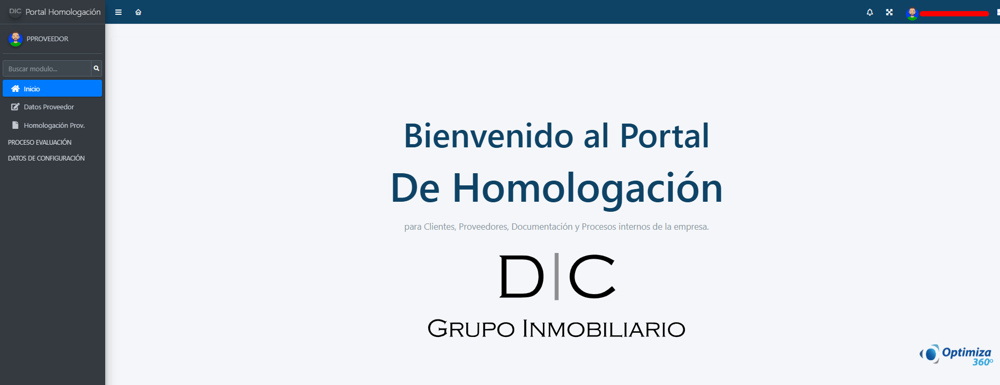 DIC Portal Homologación
PPROVEEDOR
Buscar modulo...
Inicio
Datos Proveedor
Homologación Prov.
PROCESO EVALUACIÓN
DATOS DE CONFIGURACIÓN
Bienvenido al Portal
De Homologación
para Clientes, Proveedores, Documentación y Procesos internos de la empresa.
D|C
GRUPO INMOBILIARIO
Optimiza
360º